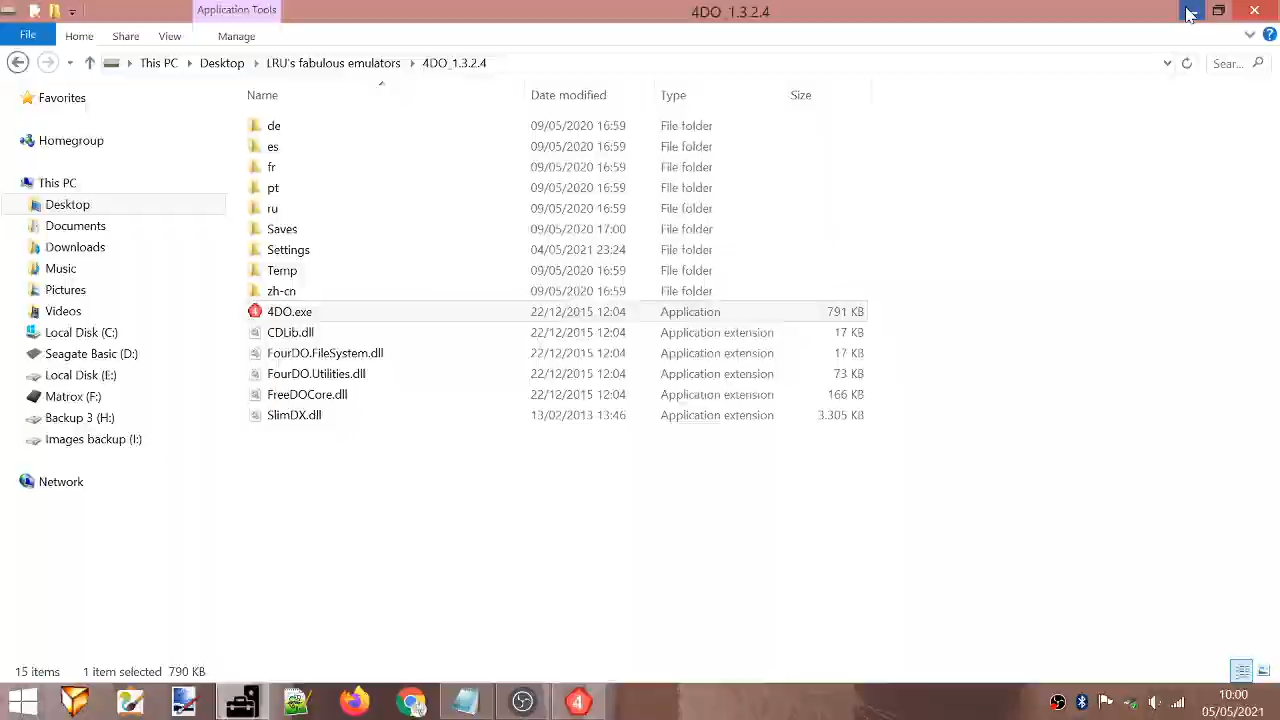 Application Tools
4DO_1.3.2.4
File Home Share View Manage
This PC Desktop LRU's fabulous emulators 4DO_1.3.2.4 Sear...
Favorites
Homegroup
This PC
Desktop
Documents
Downloads
Music
Pictures
Videos
Local Disk (C:)
Seagate Basic (D:)
Local Disk (E:)
Matrox (F:)
Backup 3 (H:)
Images backup (I:)
Network
Name Date modified Type Size
de 09/05/2020 16:59 File folder
es 09/05/2020 16:59 File folder
fr 09/05/2020 16:59 File folder
pt 09/05/2020 16:59 File folder
ru 09/05/2020 16:59 File folder
Saves 09/05/2020 17:00 File folder
Settings 04/05/2021 23:24 File folder
Temp 09/05/2020 16:59 File folder
zh-cn 09/05/2020 16:59 File folder
4DO.exe 22/12/2015 12:04 Application 791 KB
CDLib.dll 22/12/2015 12:04 Application extension 17 KB
FourDO.FileSystem.dll 22/12/2015 12:04 Application extension 17 KB
FourDO.Utilities.dll 22/12/2015 12:04 Application extension 73 KB
FreeDOCore.dll 22/12/2015 12:04 Application extension 166 KB
SlimDX.dll 13/02/2013 13:46 Application extension 3.305 KB
15 items 1 item selected 790 KB
10:00
05/05/2021